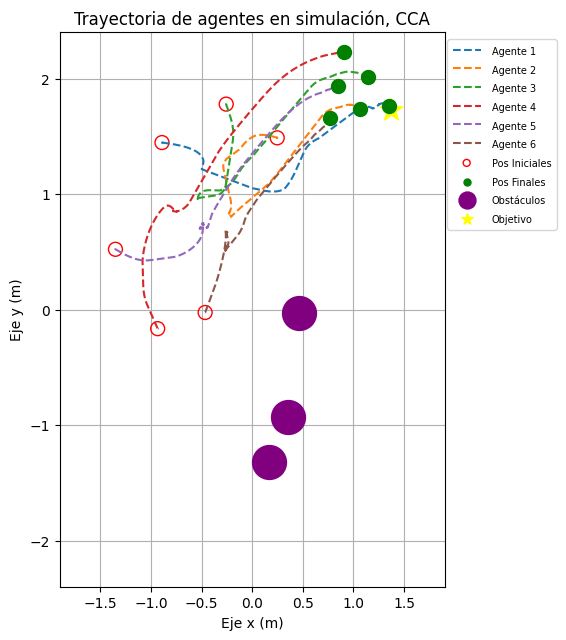 Trayectoria de agentes en simulación, CCA
Agente 1
Agente 2
Agente 3
Agente 4
Agente 5
Agente 6
Pos Iniciales
Pos Finales
Obstáculos
Objetivo
Eje y (m)
2
1
0
−1
−2
−1.5 −1.0 −0.5 0.0 0.5 1.0 1.5
Eje x (m)